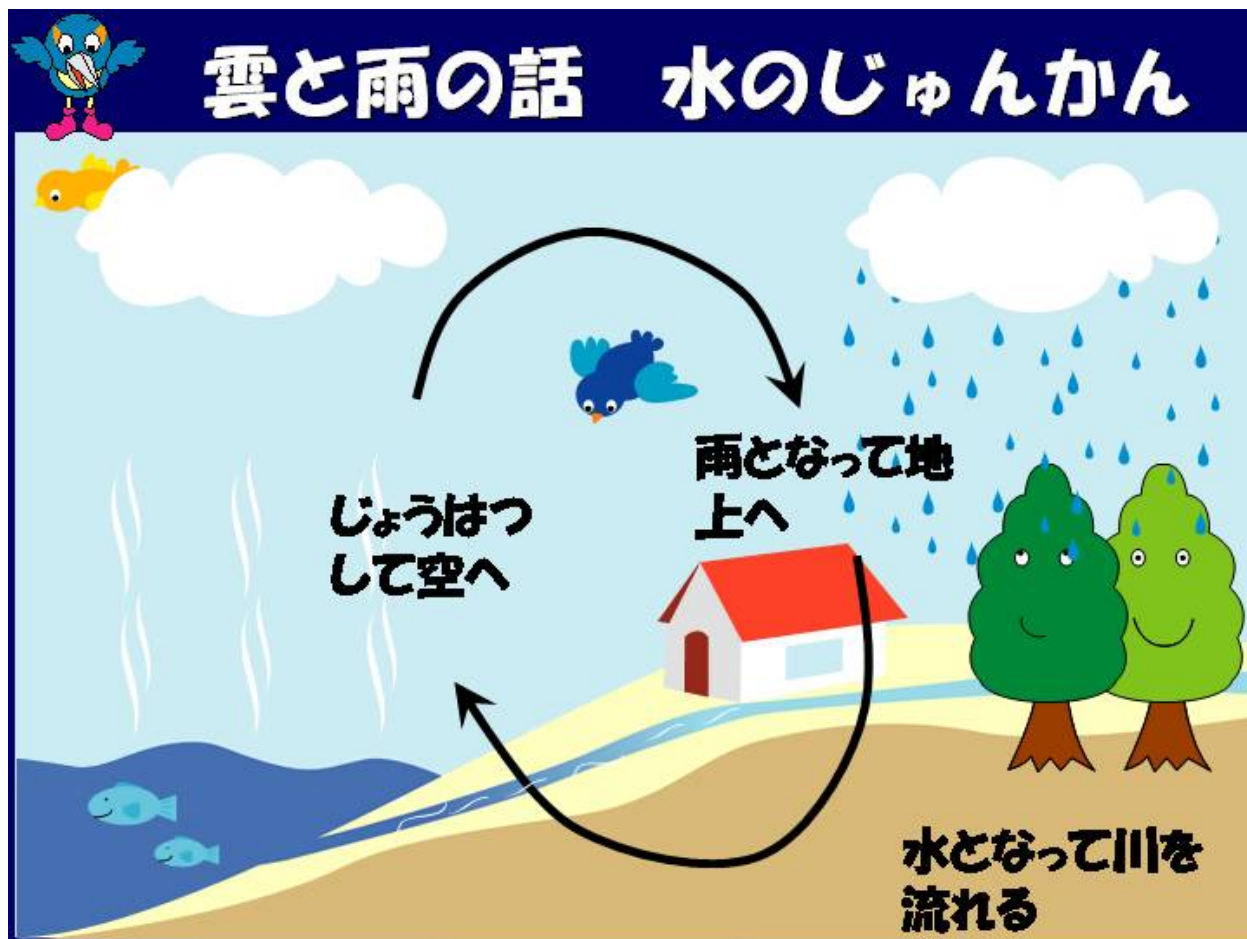 雲と雨の話　水のじゅんかん
じょうはつ
して空へ
雨となって地
上へ
水となって川を
流れる